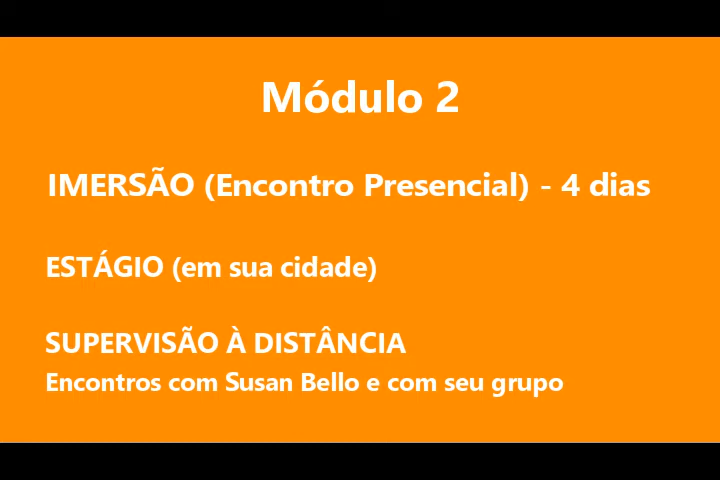 Módulo 2
IMERSÃO (Encontro Presencial) - 4 dias
ESTÁGIO (em sua cidade)
SUPERVISÃO À DISTÂNCIA
Encontros com Susan Bello e com seu grupo